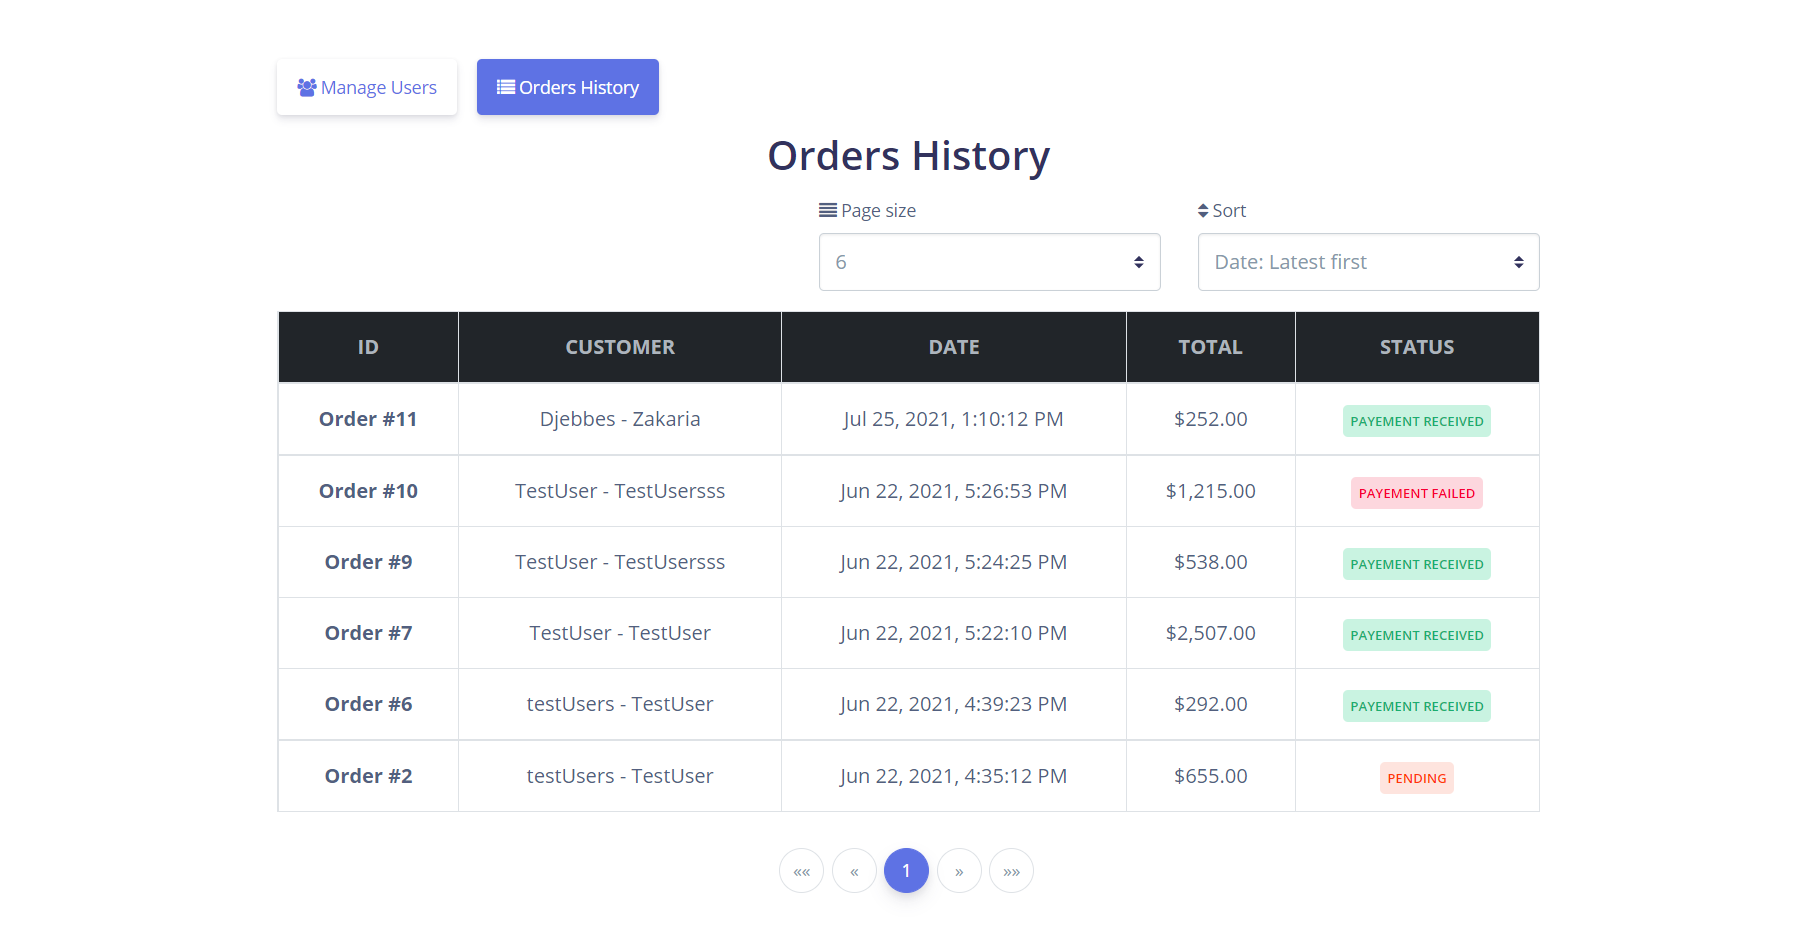 Manage Users
Orders History
Orders History
Page size
Sort
6
Date: Latest first
ID CUSTOMER DATE TOTAL STATUS
Order #11 Djebbes - Zakaria Jul 25, 2021, 1:10:12 PM $252.00 PAYEMENT RECEIVED
Order #10 TestUser - TestUsersss Jun 22, 2021, 5:26:53 PM $1,215.00 PAYEMENT FAILED
Order #9 TestUser - TestUsersss Jun 22, 2021, 5:24:25 PM $538.00 PAYEMENT RECEIVED
Order #7 TestUser - TestUser Jun 22, 2021, 5:22:10 PM $2,507.00 PAYEMENT RECEIVED
Order #6 testUsers - TestUser Jun 22, 2021, 4:39:23 PM $292.00 PAYEMENT RECEIVED
Order #2 testUsers - TestUser Jun 22, 2021, 4:35:12 PM $655.00 PENDING
«« « 1 » »»